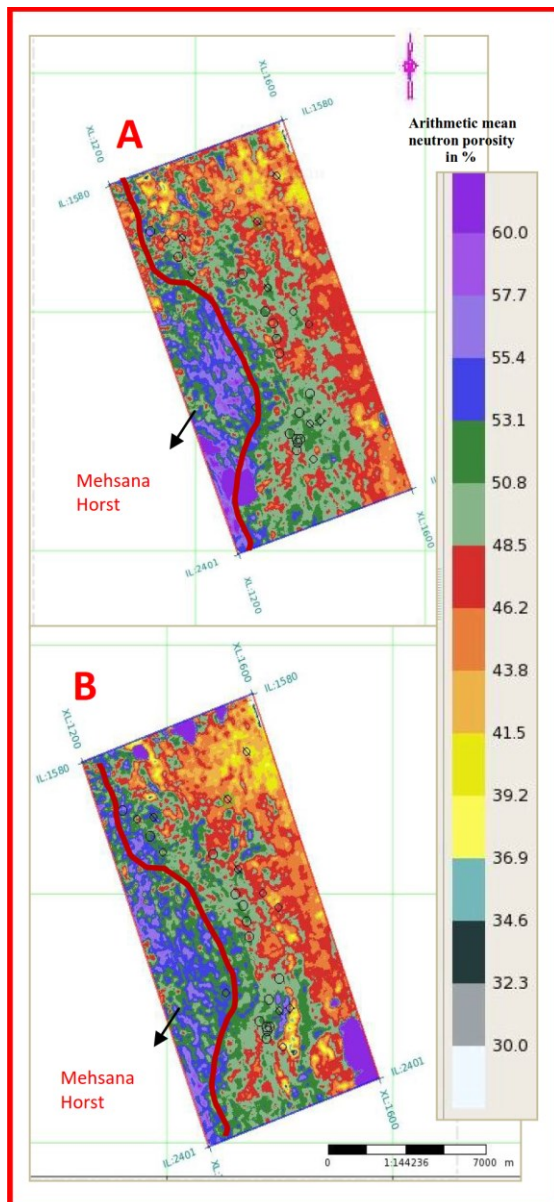 XL:1600
IL:1580
A
XL:1200
IL:1580
Arithmetic mean
neutron porosity
in %
60.0
57.7
55.4
53.1
50.8
48.5
46.2
43.8
41.5
39.2
36.9
34.6
32.3
30.0
Mehsana
Horst
XL:1600
IL:2401
XL:1200
B
XL:1600
IL:1580
XL:1200
IL:1580
Mehsana
Horst
IL:2401
XL:1600
IL:2401
0
1:144236
7000
m